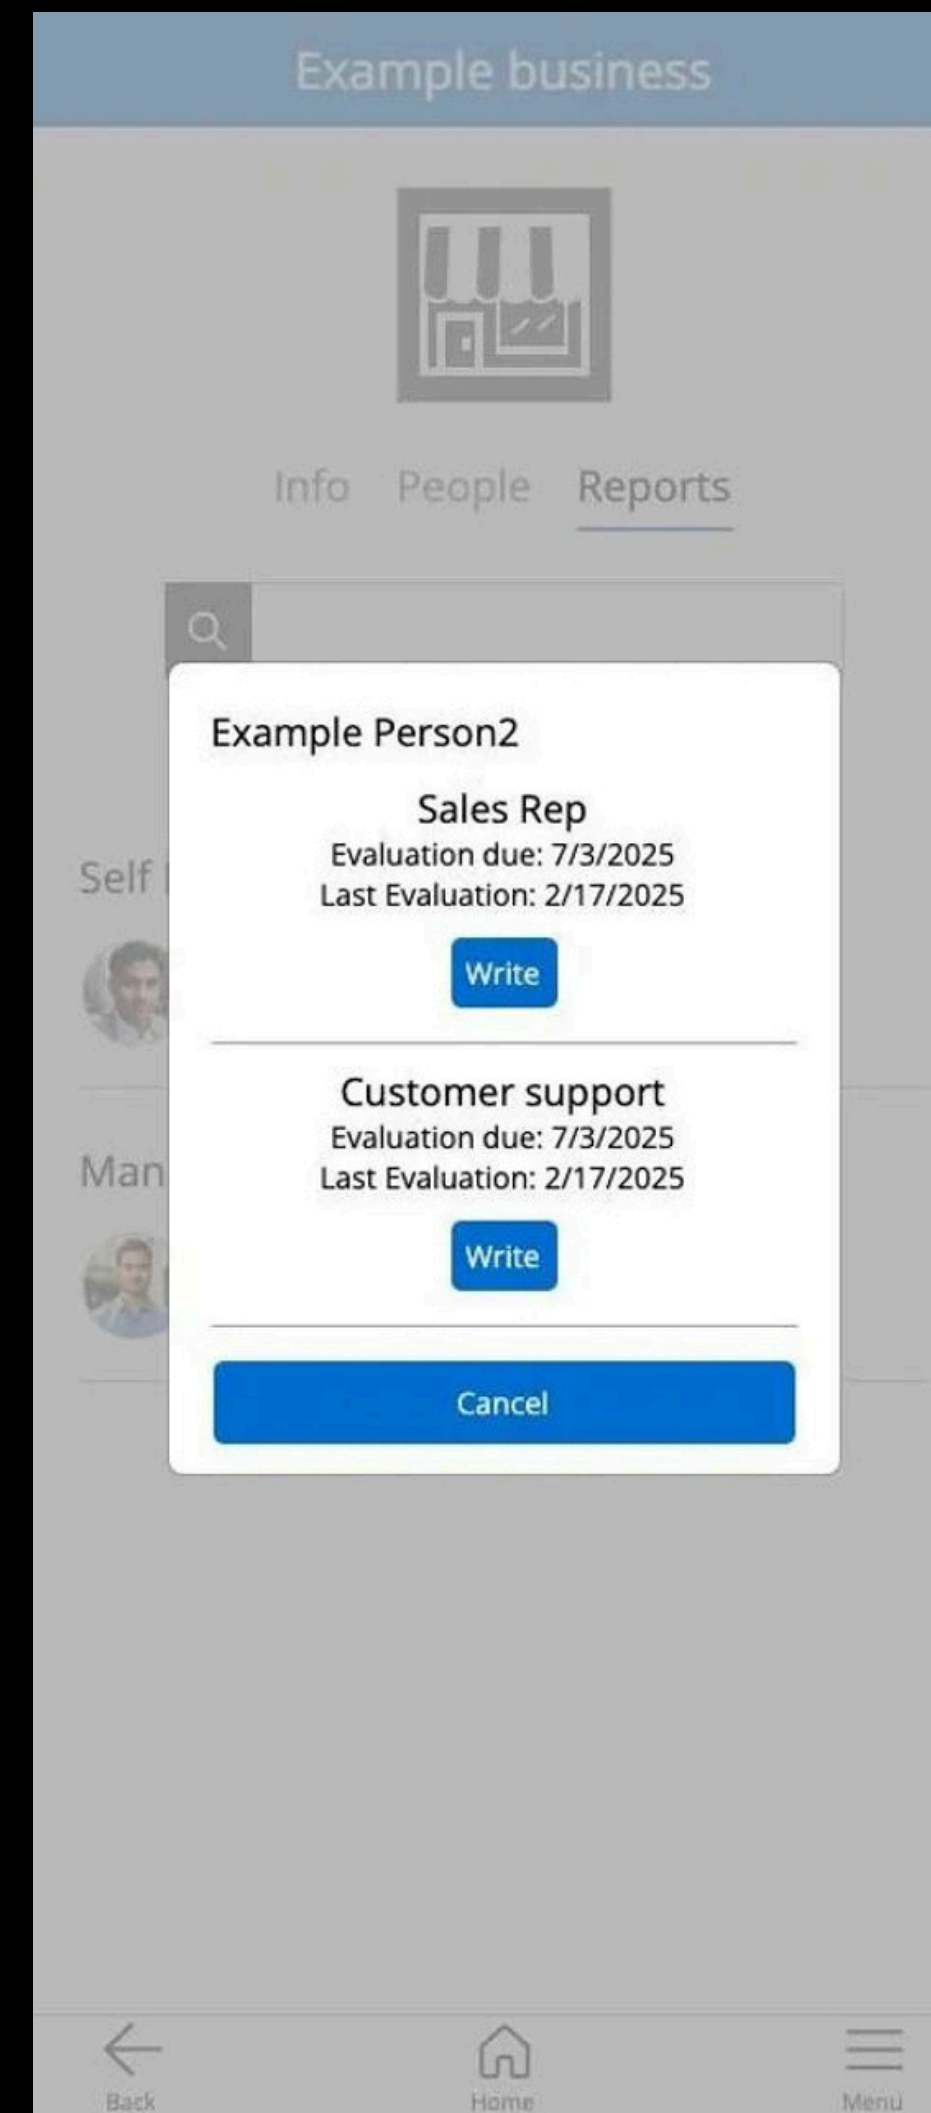 Example business
Info People Reports
Example Person2
Sales Rep
Evaluation due: 7/3/2025
Last Evaluation: 2/17/2025
Write
Self
Customer support
Evaluation due: 7/3/2025
Last Evaluation: 2/17/2025
Write
Man
Cancel
Back Home Menu